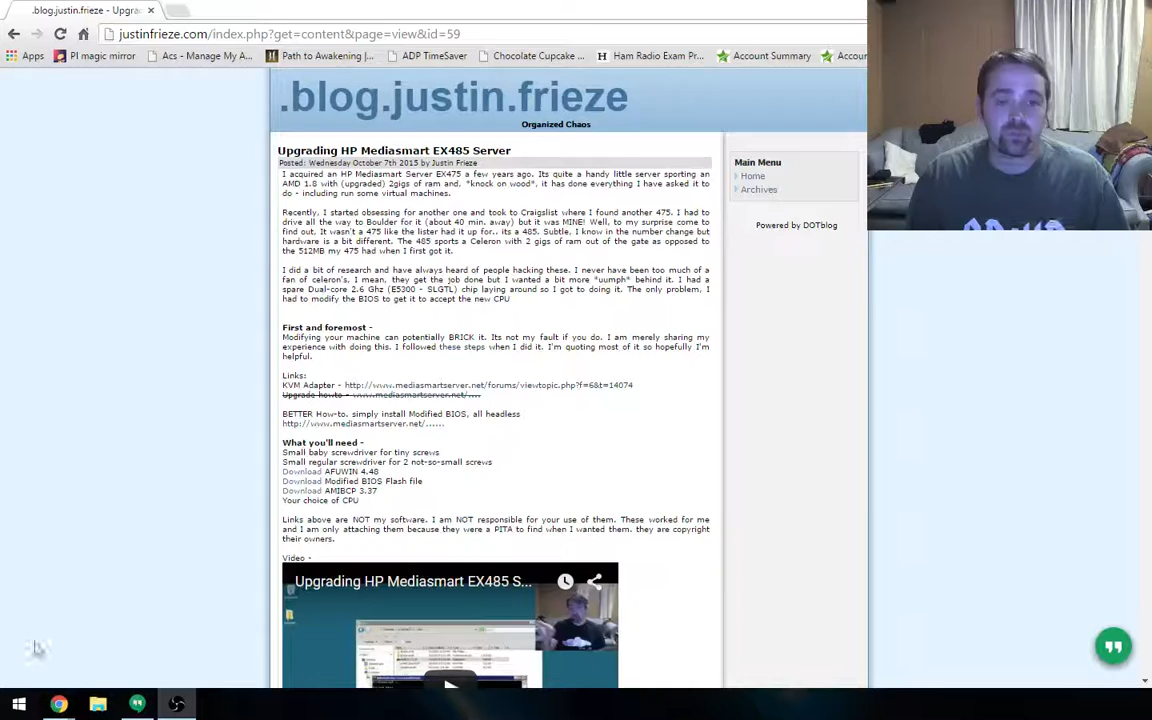 .blog.justin.frieze - Upgra
justinfrieze.com/index.php?get=content&page=view&id=59
Apps PI magic mirror Acs - Manage My A... Path to Awakening |... ADP TimeSaver Chocolate Cupcake ... H Ham Radio Exam Pr... Account Summary Accour
.blog.justin.frieze
Organized Chaos
Upgrading HP Mediasmart EX485 Server
Posted: Wednesday October 7th 2015 by Justin Frieze
I acquired an HP Mediasmart Server EX475 a few years ago. Its quite a handy little server sporting an
AMD 1.8 with (upgraded) 2gigs of ram and, *knock on wood*, it has done everything I have asked it to
do - including run some virtual machines.
Recently, I started obsessing for another one and took to Craigslist where I found another 475. I had to
drive all the way to Boulder for it (about 40 min. away) but it was MINE! Well, to my surprise come to
find out. It wasn't a 475 like the lister had it up for.. its a 485. Subtle, I know in the number change but
hardware is a bit different. The 485 sports a Celeron with 2 gigs of ram out of the gate as opposed to
the 512MB my 475 had when I first got it.
I did a bit of research and have always heard of people hacking these. I never have been too much of a
fan of celeron's, I mean, they get the job done but I wanted a bit more *uumph* behind it. I had a
spare Dual-core 2.6 Ghz (E5300 - SLGTL) chip laying around so I got to doing it. The only problem, I
had to modify the BIOS to get it to accept the new CPU
First and foremost -
Modifying your machine can potentially BRICK it. Its not my fault if you do. I am merely sharing my
experience with doing this. I followed these steps when I did it. I'm quoting most of it so hopefully I'm
helpful.
Links:
KVM Adapter - http://www.mediasmartserver.net/forums/viewtopic.php?f=6&t=14074
Upgrade howto - www.mediasmartserver.net/....
BETTER How-to. simply install Modified BIOS, all headless
http://www.mediasmartserver.net/......
What you'll need -
Small baby screwdriver for tiny screws
Small regular screwdriver for 2 not-so-small screws
Download AFUWIN 4.48
Download Modified BIOS Flash file
Download AMIBCP 3.37
Your choice of CPU
Links above are NOT my software. I am NOT responsible for your use of them. These worked for me
and I am only attaching them because they were a PITA to find when I wanted them. they are copyright
their owners.
Video -
Upgrading HP Mediasmart EX485 S...
Main Menu
Home
Archives
Powered by DOTblog